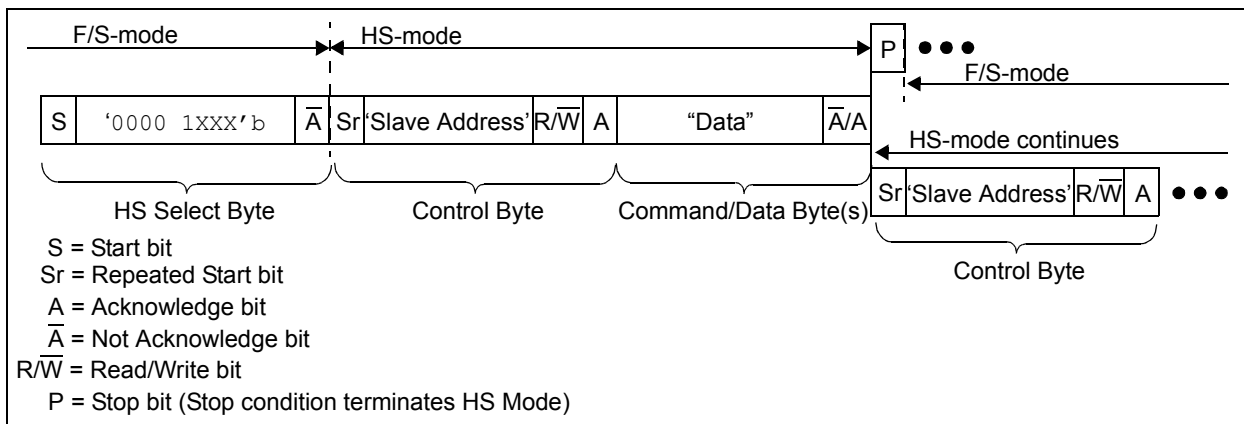 F/S-mode
HS-mode
P
F/S-mode
S '0000 1XXX'b A̅ Sr 'Slave Address' R/W̅ A "Data" A̅/A
HS-mode continues
Sr 'Slave Address' R/W̅ A
HS Select Byte
Control Byte
Command/Data Byte(s)
Control Byte
S = Start bit
Sr = Repeated Start bit
A = Acknowledge bit
A̅ = Not Acknowledge bit
R/W̅ = Read/Write bit
P = Stop bit (Stop condition terminates HS Mode)